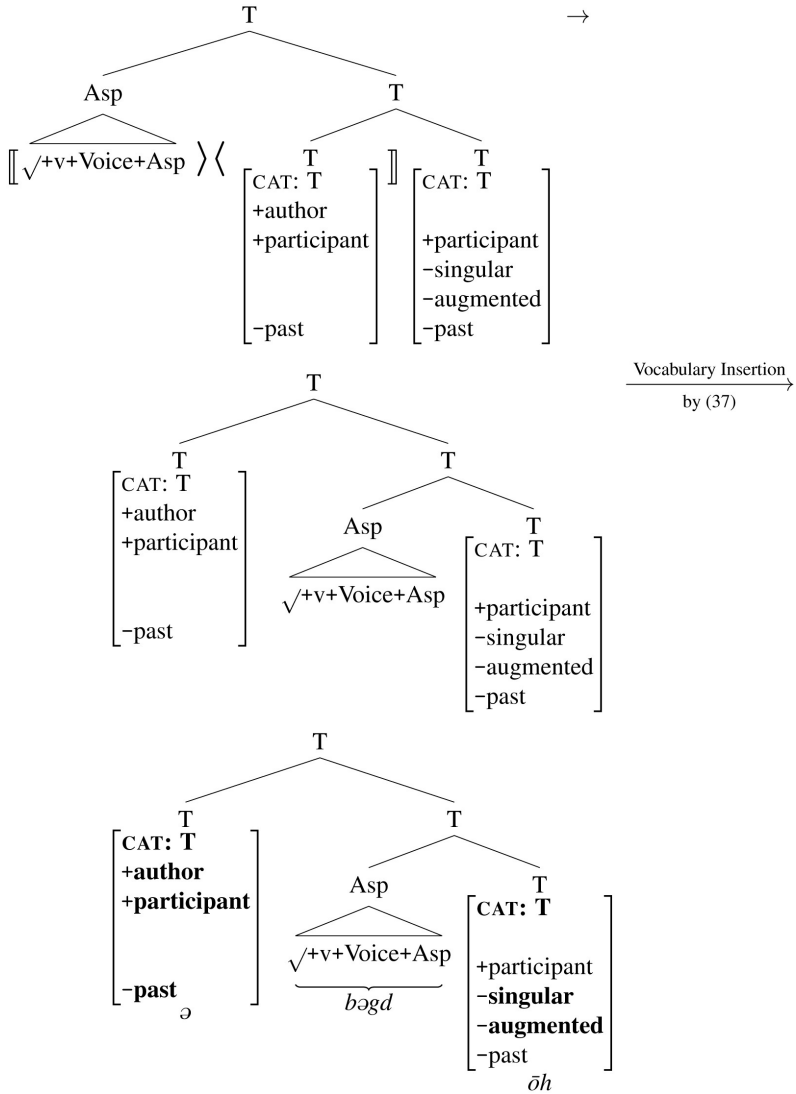 T →
Asp T
⟦ √+v+Voice+Asp ⟩⟨ T ⟧ T
CAT: T CAT: T
+author
+participant +participant
−singular
−augmented
−past −past
T
Vocabulary Insertion
by (37)
T T
CAT: T
+author
+participant
−past
Asp T
√+v+Voice+Asp
CAT: T
+participant
−singular
−augmented
−past
T
T T
CAT: T
+author
+participant
−past
ə
Asp T
√+v+Voice+Asp
bəgd
CAT: T
+participant
−singular
−augmented
−past
ōh